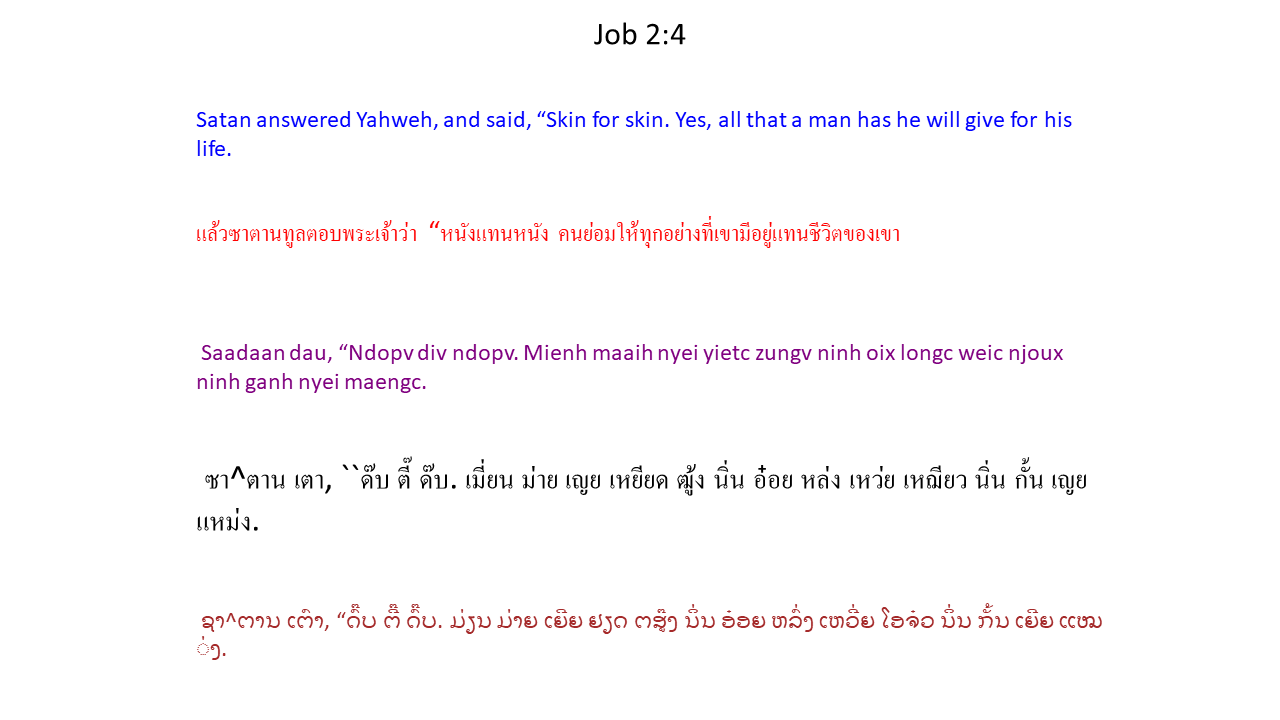 Job 2:4
Satan answered Yahweh, and said, “Skin for skin. Yes, all that a man has he will give for his
life.
แล้วซาตานทูลตอบพระเจ้าว่า “หนังแทนหนัง คนย่อมให้ทุกอย่างที่เขามีอยู่แทนชีวิตของเขา
Saadaan dau, “Ndopv div ndopv. Mienh maaih nyei yietc zungv ninh oix longc weic njoux
ninh ganh nyei maengc.
ซา^ตาน เตา, ``ด๊บ ตี๊ ด๊บ. เมี่ยน ม่าย เญย เหยียด ฒู้ง นิ่น อ๋อย หล่ง เหว่ย เหฌียว นิ่น กั้น เญย
แหม่ง.
ຊາ^ຕານ ເຕົາ, “ດົ໊ບ ຕີ໊ ດົ໊ບ. ມ່ຽນ ມ່າຍ ເຍີຍ ຢຽດ ຕສູ໊ງ ນິ່ນ ອ໋ອຍ ຫລົ່ງ ເຫວີ່ຍ ໂອຈ໋ວ ນິ່ນ ກັ້ນ ເຍີຍ ແໝ
່ງ.